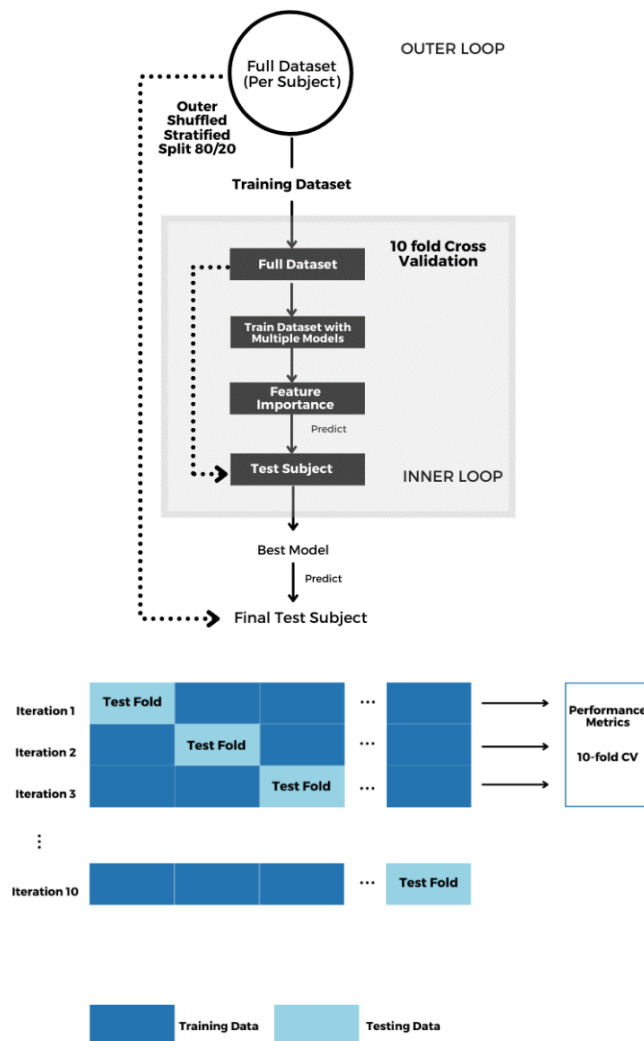 OUTER LOOP
Full Dataset
(Per Subject)
Outer
Shuffled
Stratified
Split 80/20
Training Dataset
10 fold Cross
Validation
Full Dataset
Train Dataset with
Multiple Models
Feature
Importance
Predict
Test Subject
INNER LOOP
Best Model
Predict
Final Test Subject
Iteration 1
Test Fold
...
Performance
Metrics
10-fold CV
Iteration 2
Test Fold
...
Iteration 3
Test Fold
...
⋮
Iteration 10
...
Test Fold
Training Data
Testing Data